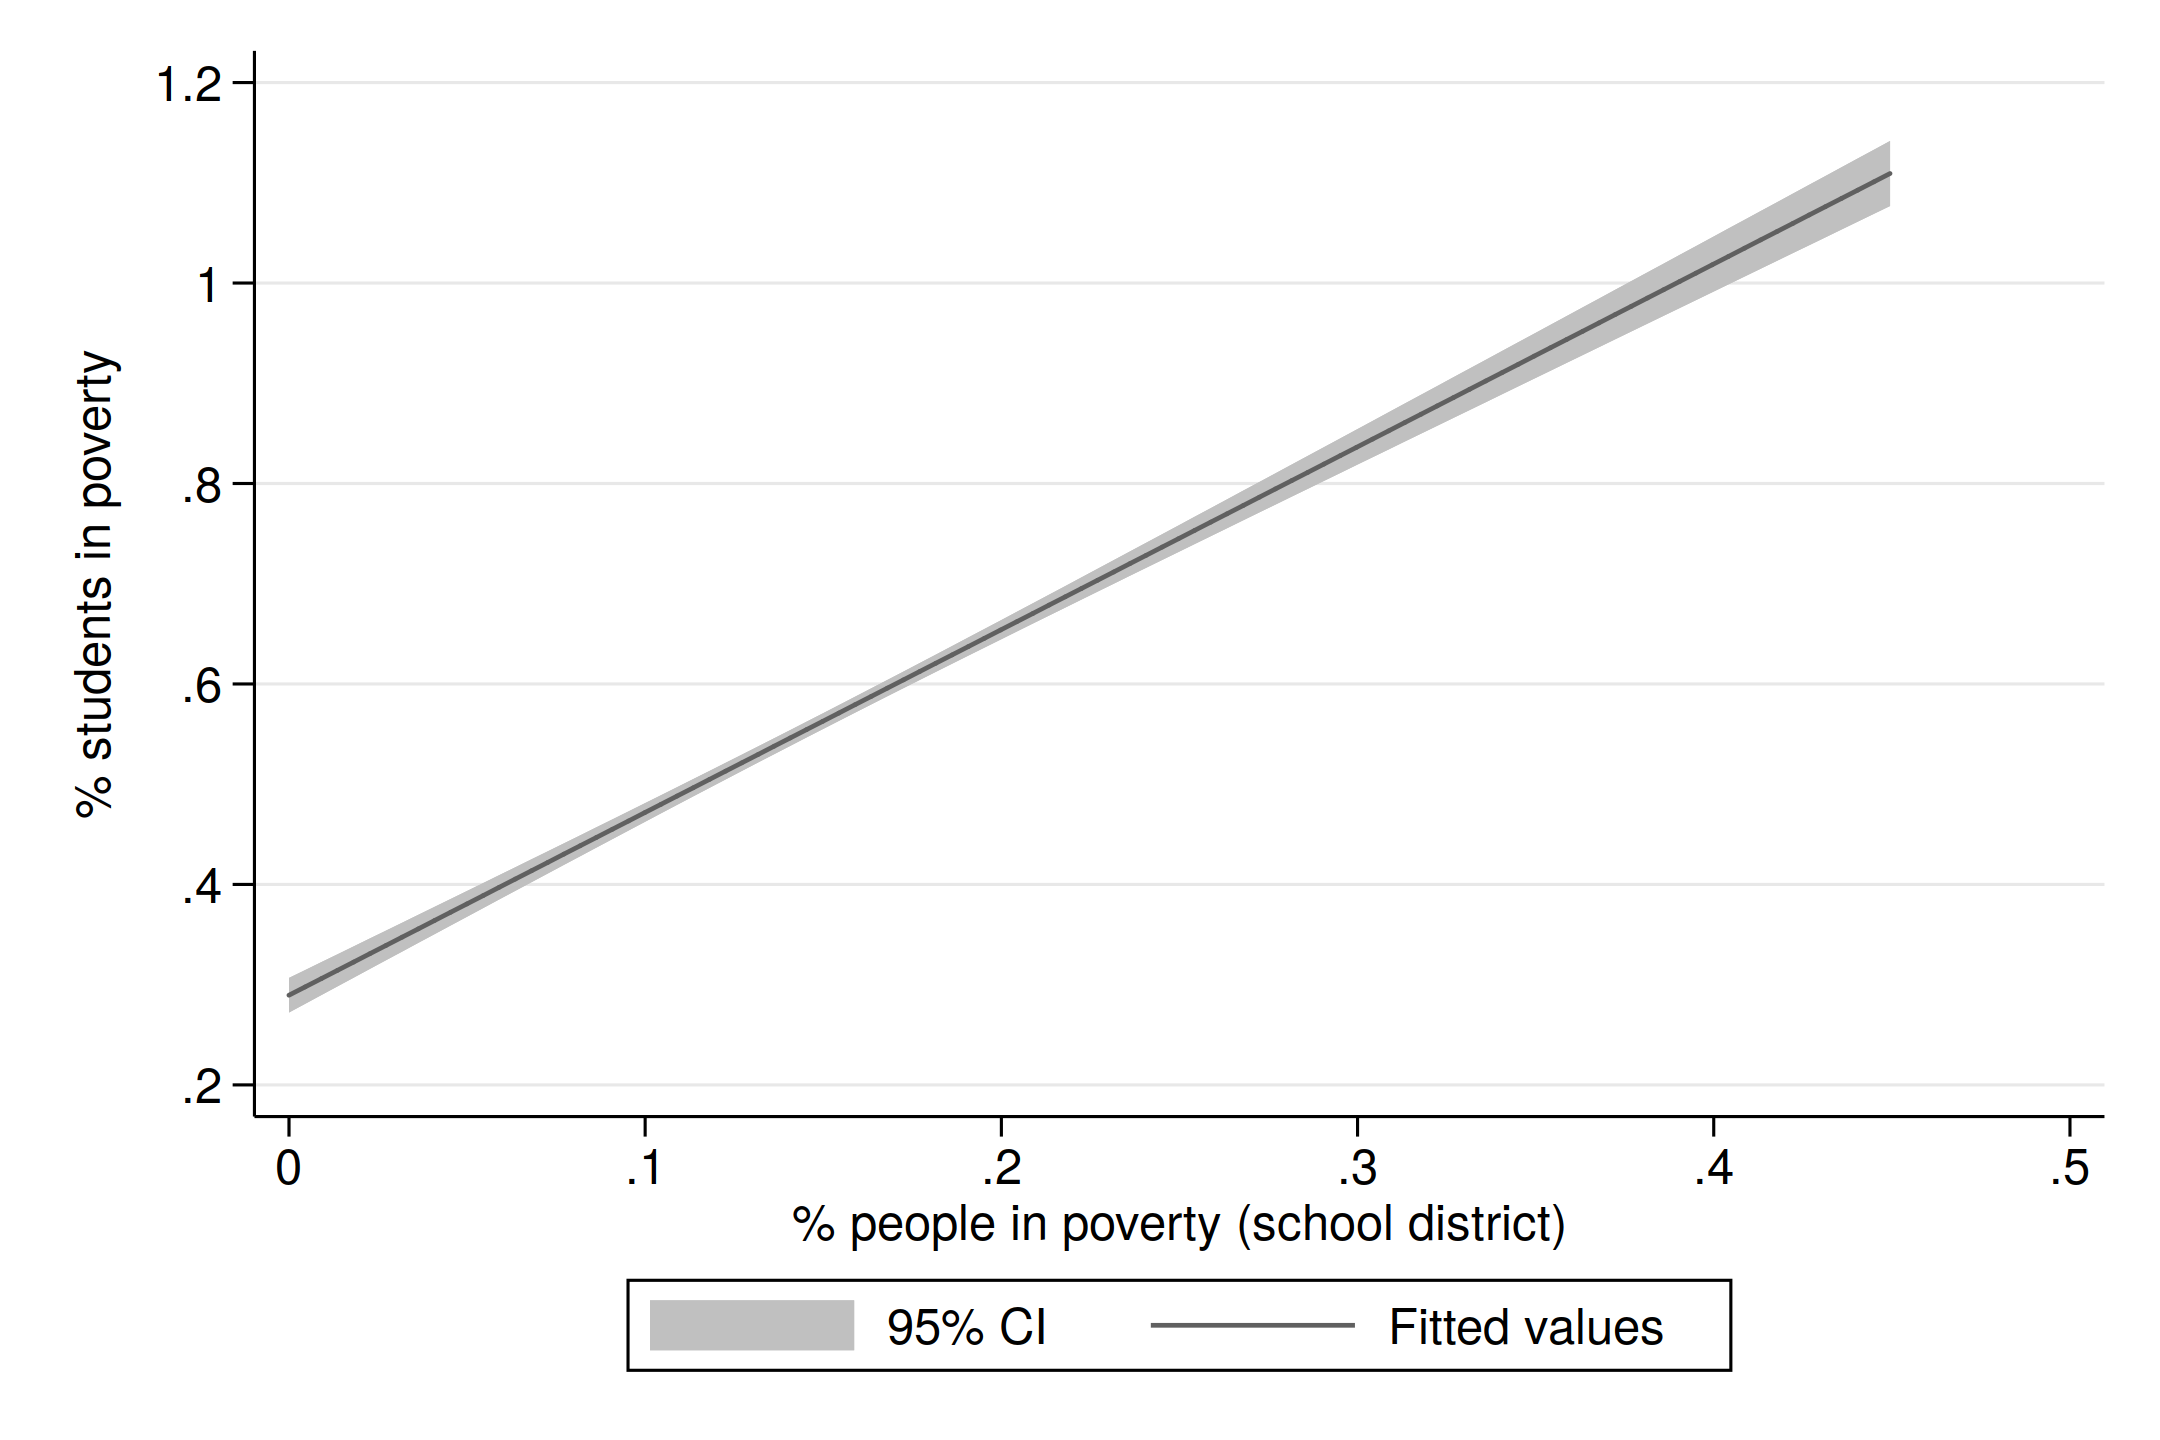 1.2
1
.8
.6
.4
.2
% students in poverty
0 .1 .2 .3 .4 .5
% people in poverty (school district)
95% CI Fitted values